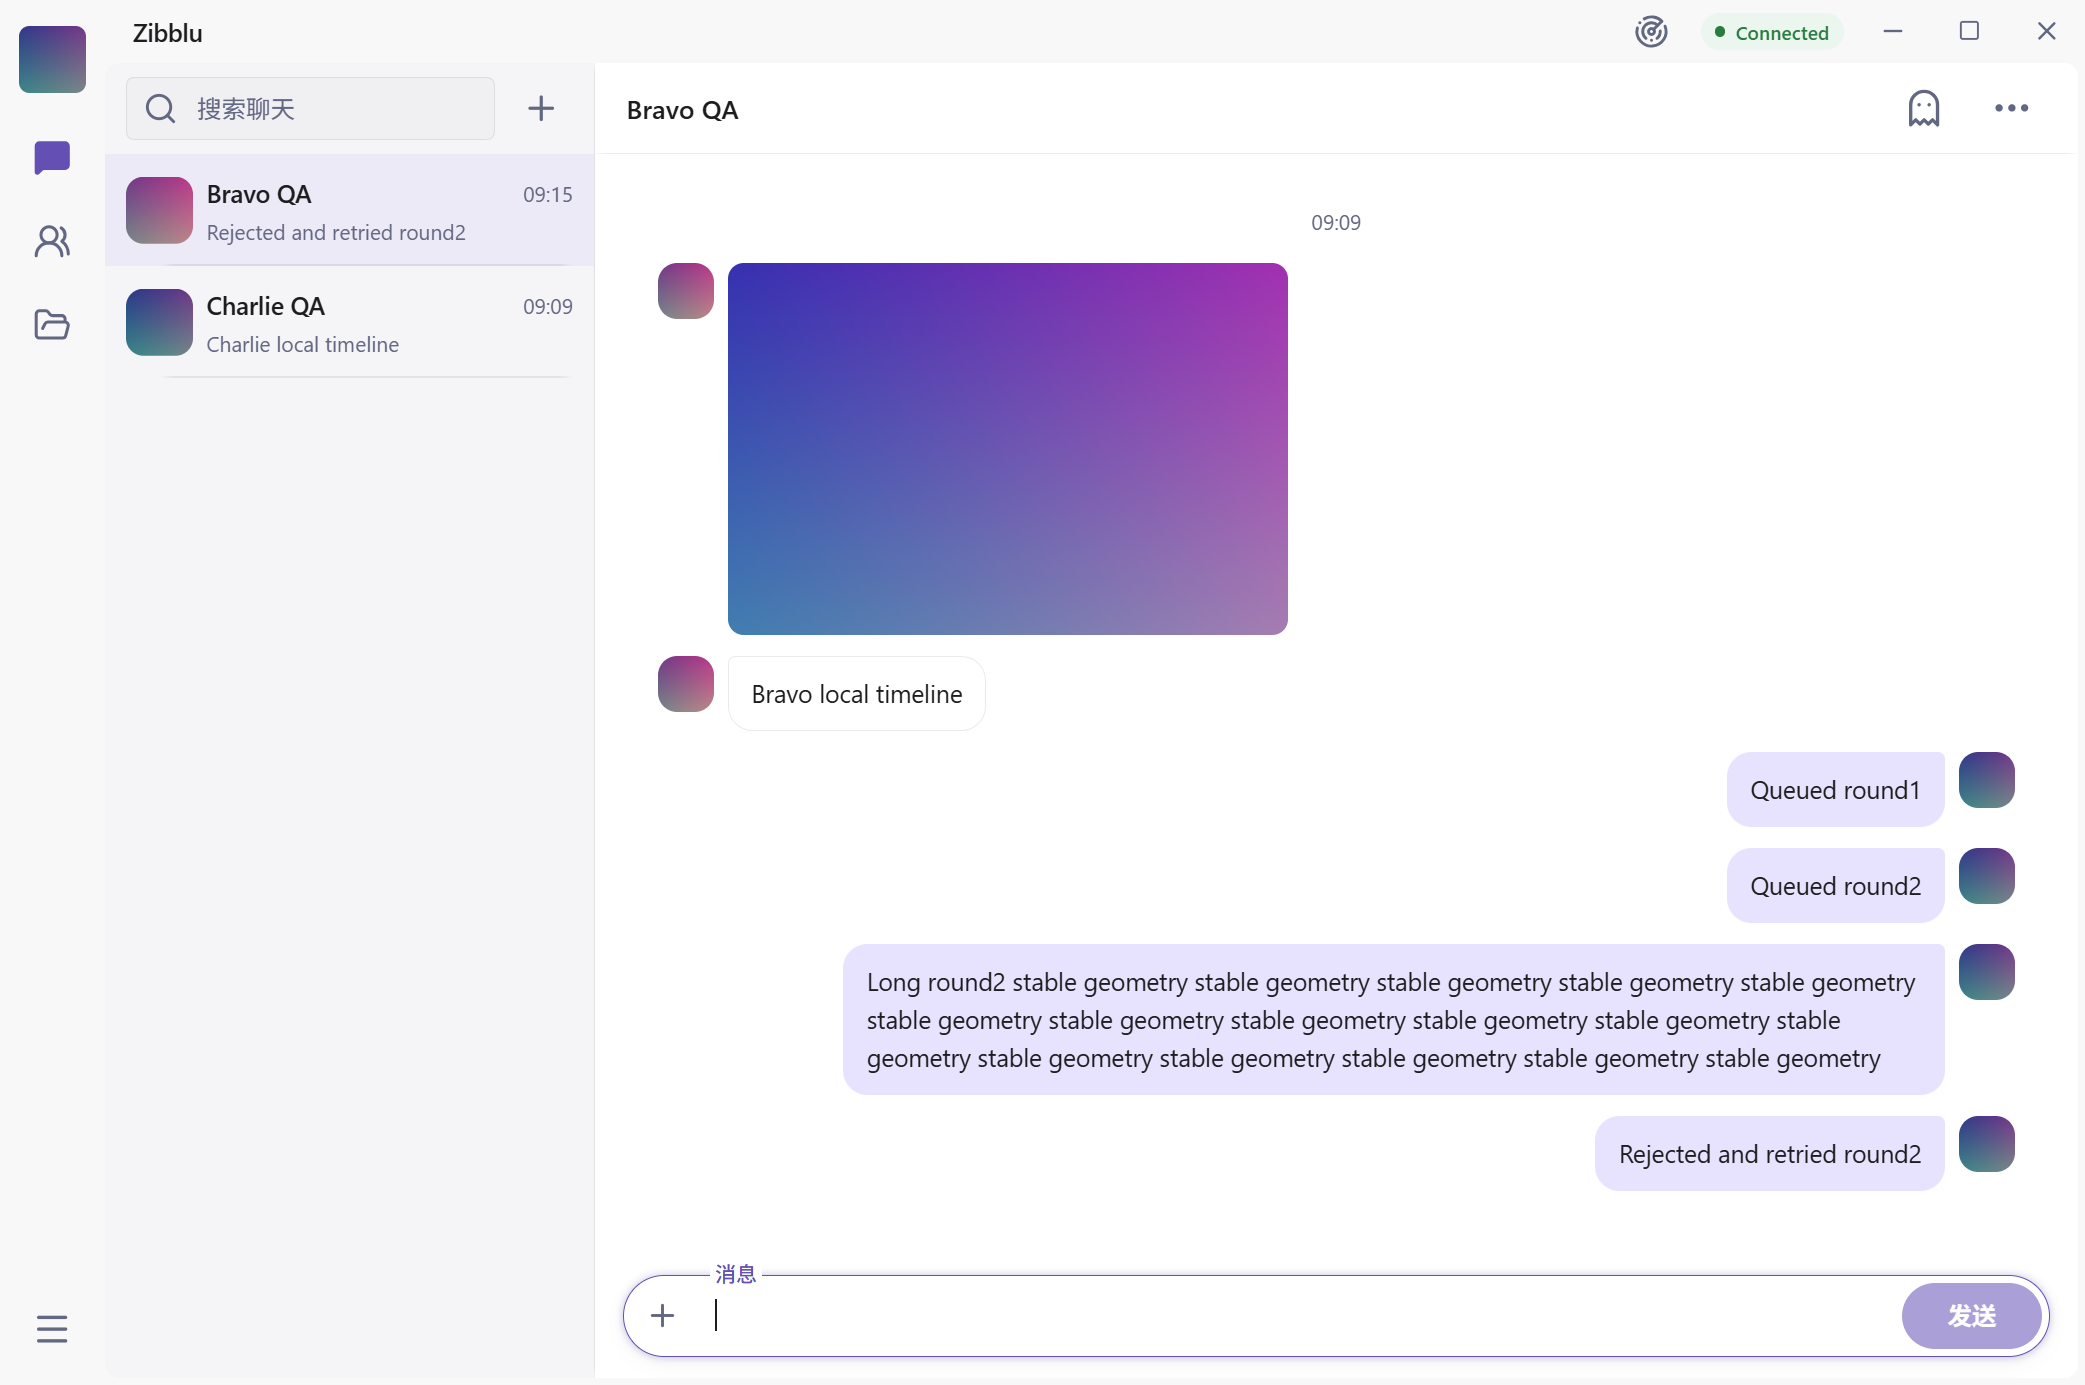 Zibblu
Connected
搜索聊天
Bravo QA
09:15
Rejected and retried round2
Charlie QA
09:09
Charlie local timeline
Bravo QA
09:09
Bravo local timeline
Queued round1
Queued round2
Long round2 stable geometry stable geometry stable geometry stable geometry stable geometry
stable geometry stable geometry stable geometry stable geometry stable geometry stable
geometry stable geometry stable geometry stable geometry stable geometry stable geometry
Rejected and retried round2
消息
发送